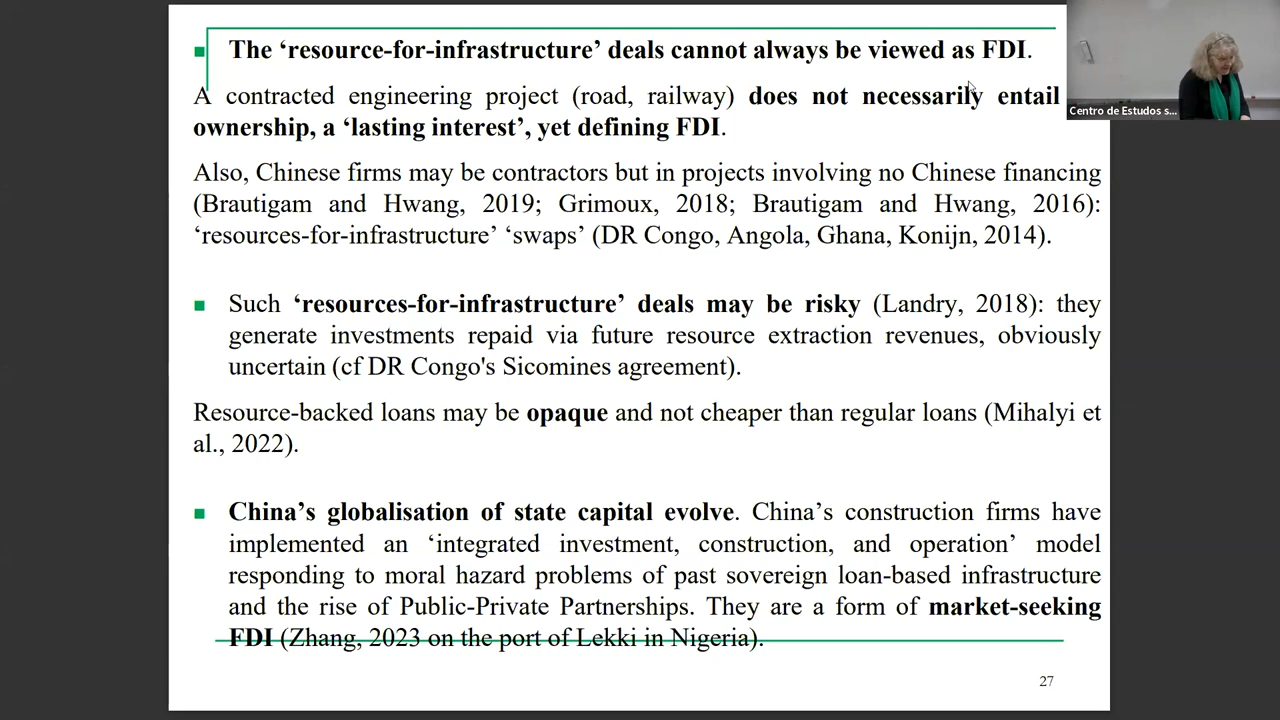 The ‘resource-for-infrastructure’ deals cannot always be viewed as FDI.
A contracted engineering project (road, railway) does not necessarily entail
ownership, a ‘lasting interest’, yet defining FDI.
Also, Chinese firms may be contractors but in projects involving no Chinese financing
(Brautigam and Hwang, 2019; Grimoux, 2018; Brautigam and Hwang, 2016):
‘resources-for-infrastructure’ ‘swaps’ (DR Congo, Angola, Ghana, Konijn, 2014).
Such ‘resources-for-infrastructure’ deals may be risky (Landry, 2018): they
generate investments repaid via future resource extraction revenues, obviously
uncertain (cf DR Congo's Sicomines agreement).
Resource-backed loans may be opaque and not cheaper than regular loans (Mihalyi et
al., 2022).
China’s globalisation of state capital evolve. China’s construction firms have
implemented an ‘integrated investment, construction, and operation’ model
responding to moral hazard problems of past sovereign loan-based infrastructure
and the rise of Public-Private Partnerships. They are a form of market-seeking
FDI (Zhang, 2023 on the port of Lekki in Nigeria).
27
Centro de Estudos s...